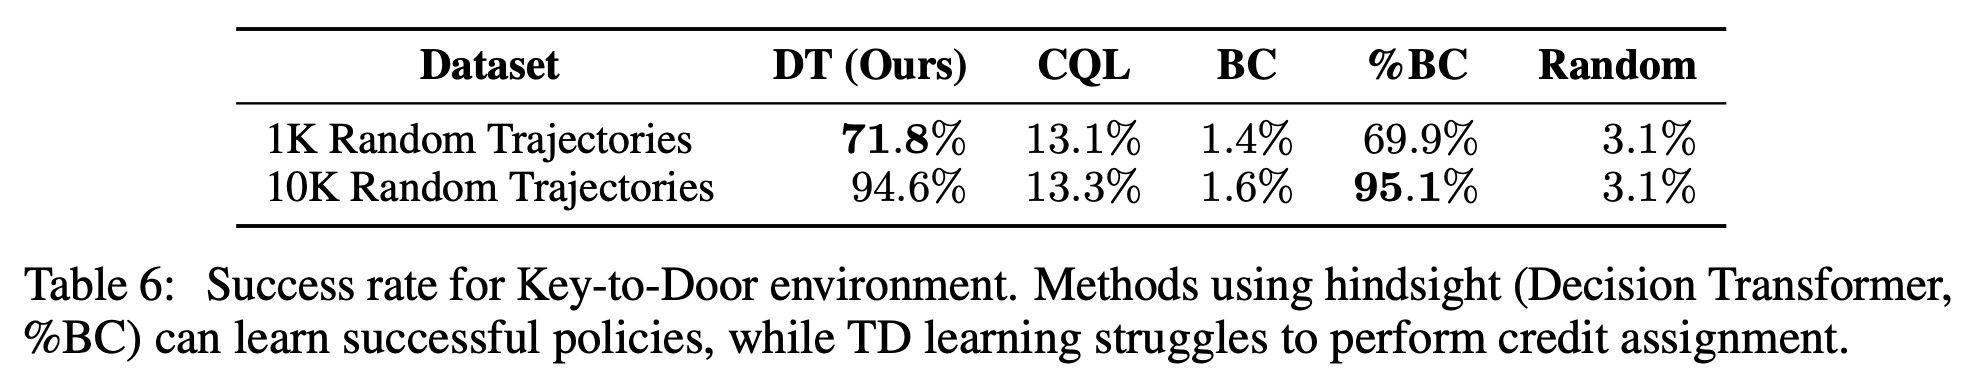 Dataset DT (Ours) CQL BC %BC Random
1K Random Trajectories 71.8% 13.1% 1.4% 69.9% 3.1%
10K Random Trajectories 94.6% 13.3% 1.6% 95.1% 3.1%
Table 6: Success rate for Key-to-Door environment. Methods using hindsight (Decision Transformer,
%BC) can learn successful policies, while TD learning struggles to perform credit assignment.